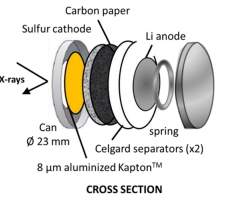 Carbon paper
Sulfur cathode
Li anode
X-rays
Can
Ø 23 mm
spring
Celgard separators (x2)
8 µm aluminized Kapton™
CROSS SECTION